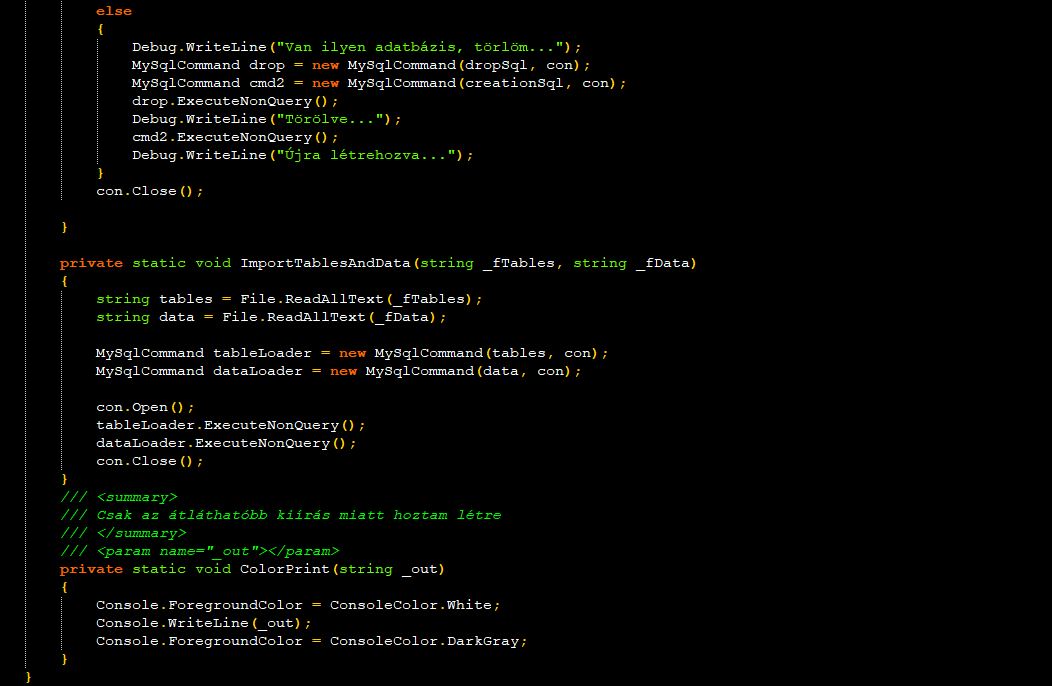 else
{
Debug.WriteLine("Van ilyen adatbázis, törlöm...");
MySqlCommand drop = new MySqlCommand(dropSql, con);
MySqlCommand cmd2 = new MySqlCommand(creationSql, con);
drop.ExecuteNonQuery();
Debug.WriteLine("Törölve...");
cmd2.ExecuteNonQuery();
Debug.WriteLine("Újra létrehozva...");
}
con.Close();
}
private static void ImportTablesAndData(string _fTables, string _fData)
{
string tables = File.ReadAllText(_fTables);
string data = File.ReadAllText(_fData);
MySqlCommand tableLoader = new MySqlCommand(tables, con);
MySqlCommand dataLoader = new MySqlCommand(data, con);
con.Open();
tableLoader.ExecuteNonQuery();
dataLoader.ExecuteNonQuery();
con.Close();
}
/// <summary>
/// Csak az átláthatóbb kiírás miatt hoztam létre
/// </summary>
/// <param name="_out"></param>
private static void ColorPrint(string _out)
{
Console.ForegroundColor = ConsoleColor.White;
Console.WriteLine(_out);
Console.ForegroundColor = ConsoleColor.DarkGray;
}
}